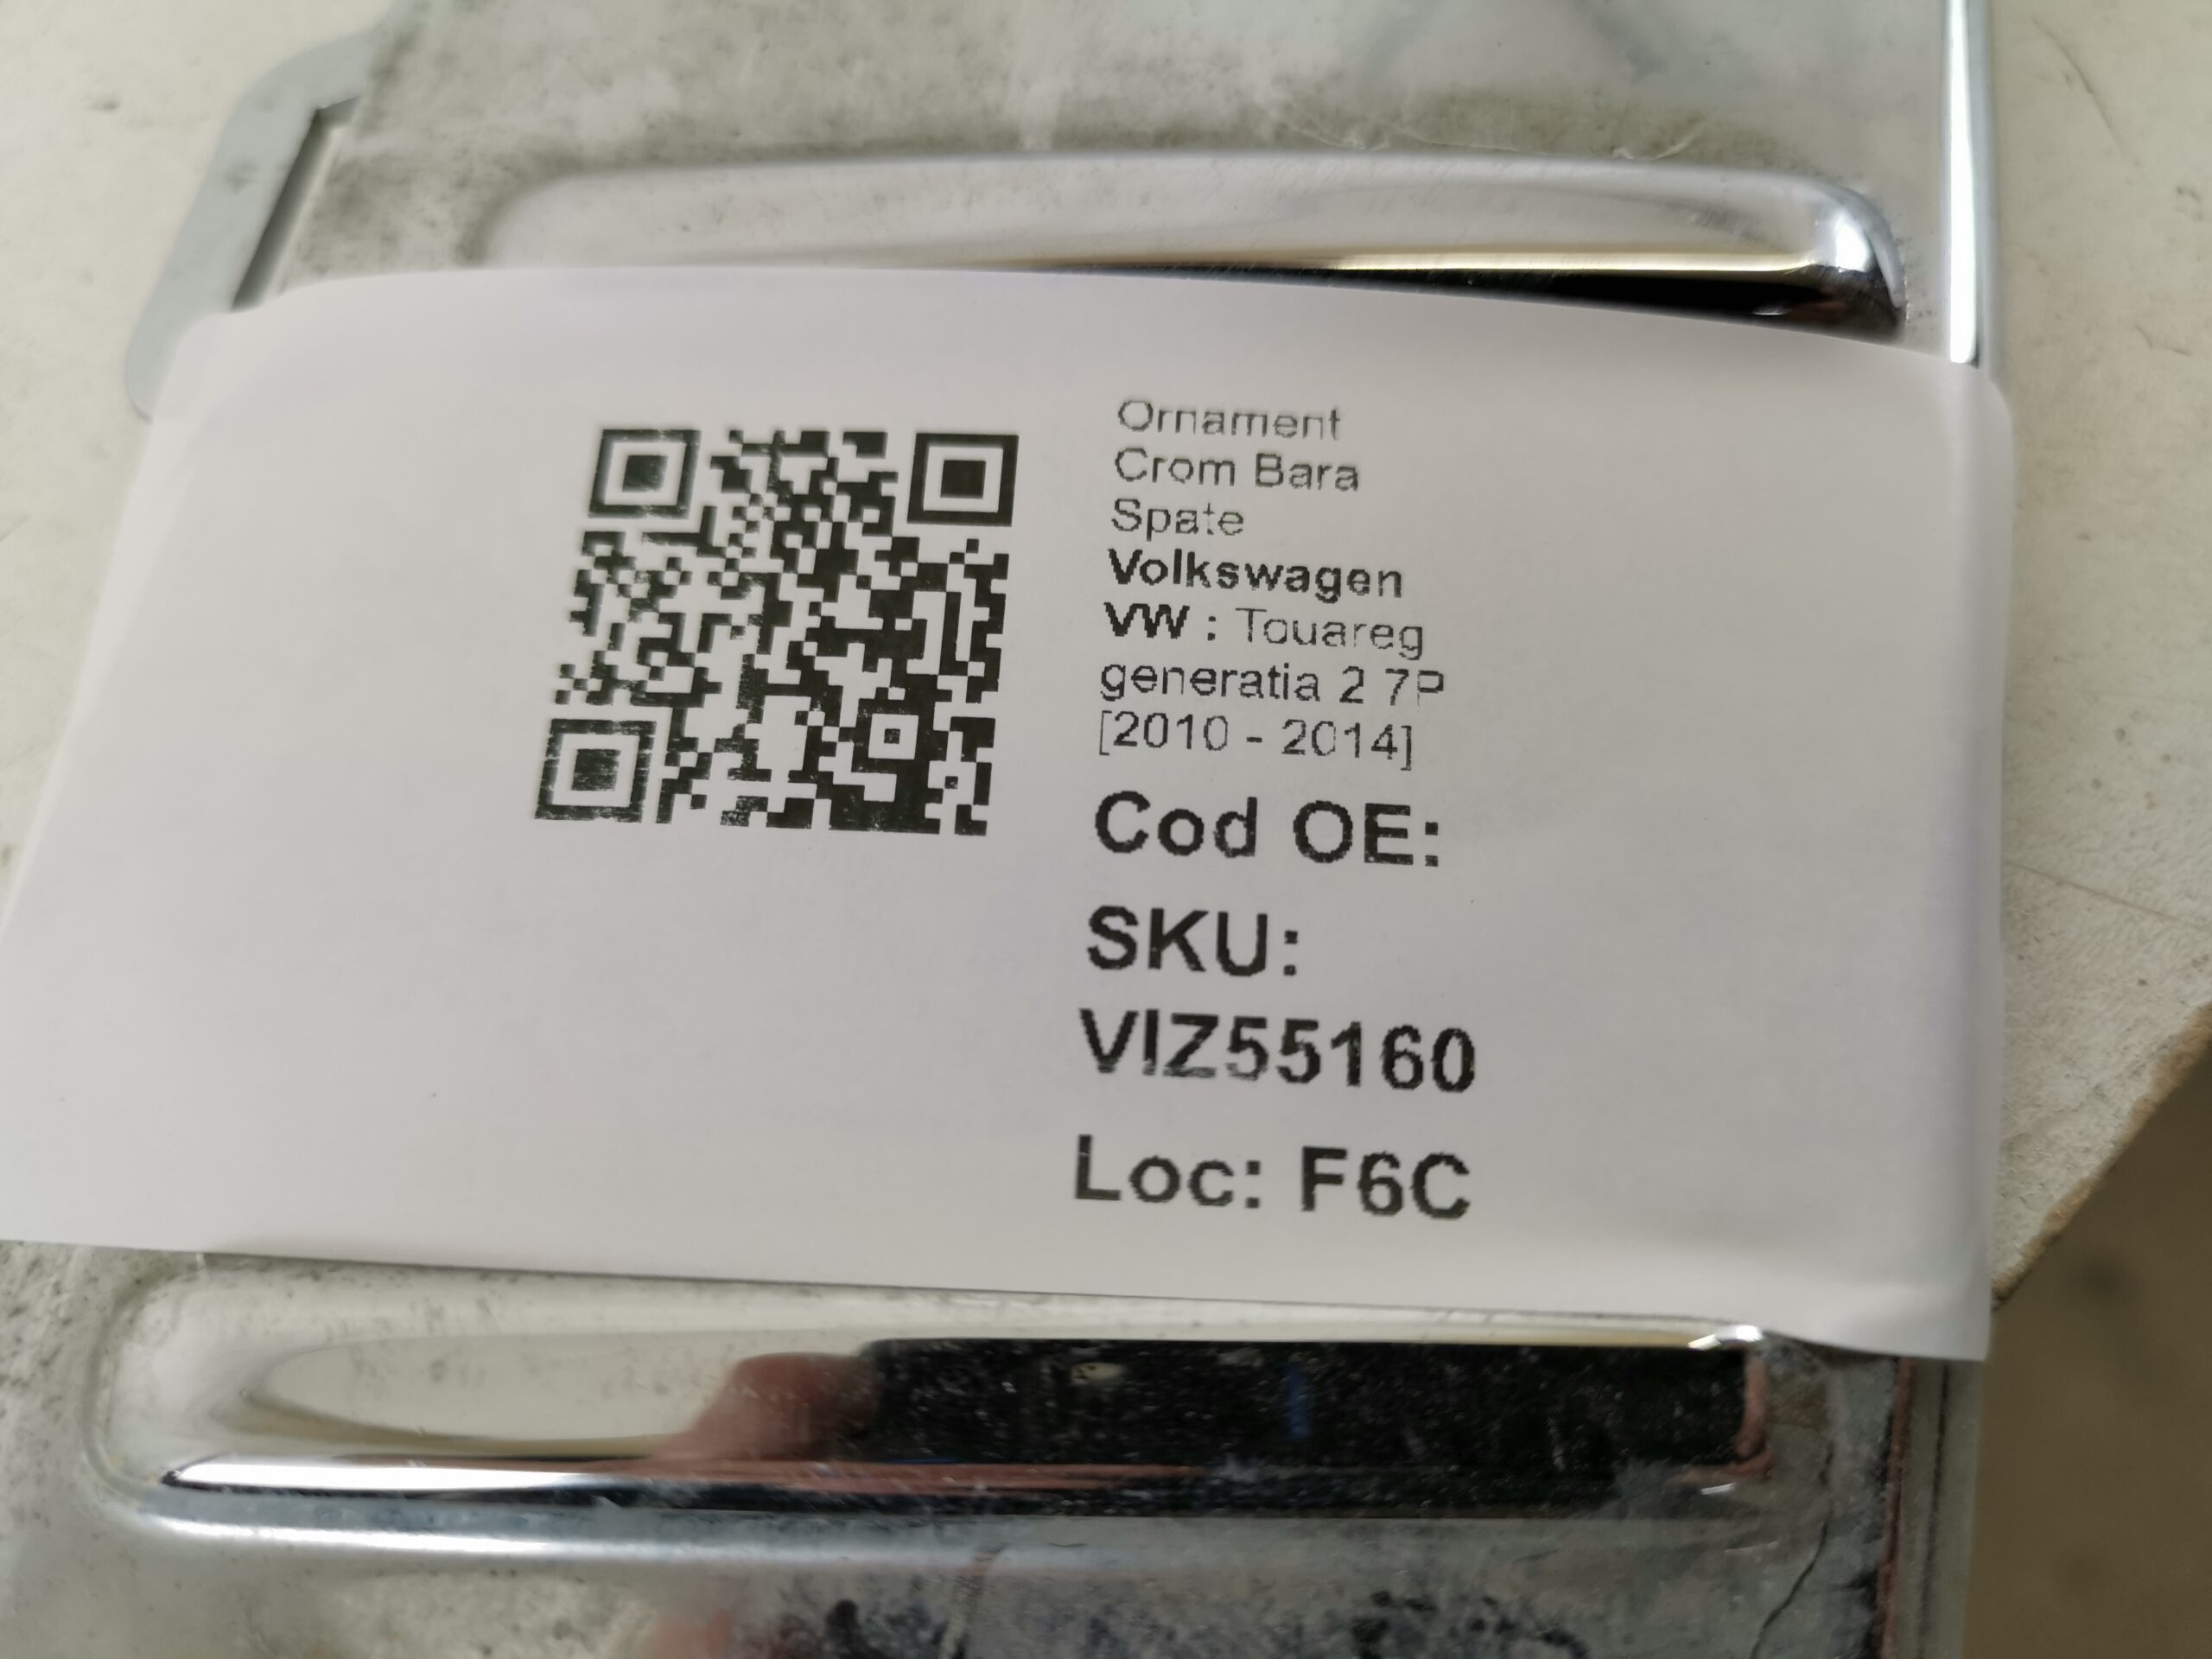 Ornament
Crom Bara
Spate
Volkswagen
VW : Touareg
generatia 2 7P
[2010 - 2014]
Cod OE:
SKU:
VIZ55160
Loc: F6C